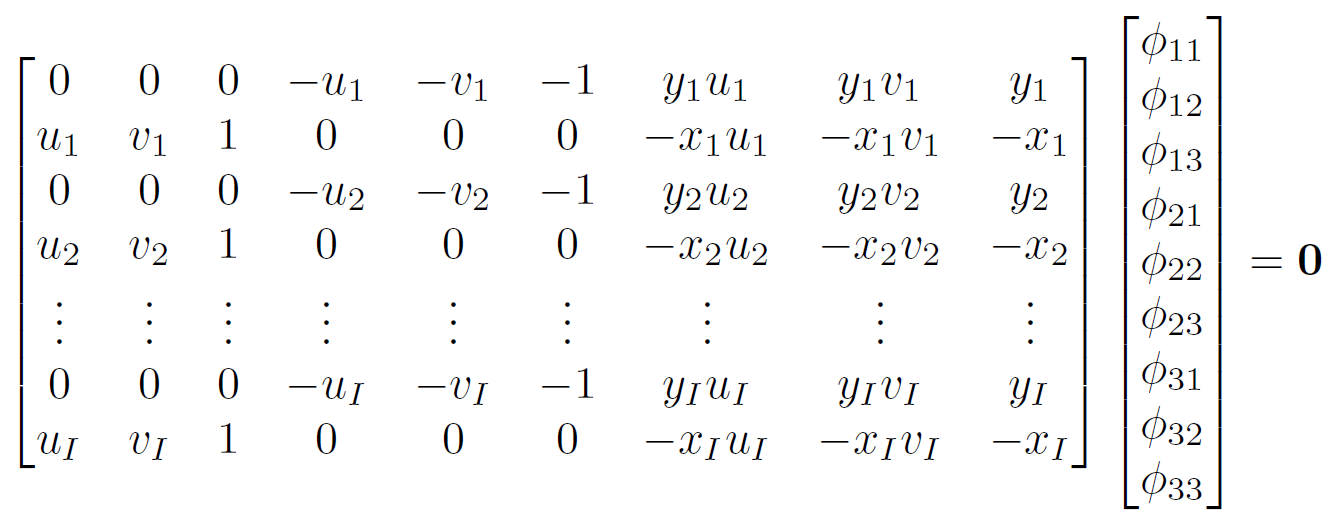 0 0 0 −u₁ −v₁ −1 y₁u₁ y₁v₁ y₁
u₁ v₁ 1 0 0 0 −x₁u₁ −x₁v₁ −x₁
0 0 0 −u₂ −v₂ −1 y₂u₂ y₂v₂ y₂
u₂ v₂ 1 0 0 0 −x₂u₂ −x₂v₂ −x₂
⋮ ⋮ ⋮ ⋮ ⋮ ⋮ ⋮ ⋮ ⋮
0 0 0 −u_I −v_I −1 y_Iu_I y_Iv_I y_I
u_I v_I 1 0 0 0 −x_Iu_I −x_Iv_I −x_I
ϕ₁₁
ϕ₁₂
ϕ₁₃
ϕ₂₁
ϕ₂₂
ϕ₂₃
ϕ₃₁
ϕ₃₂
ϕ₃₃
= 0